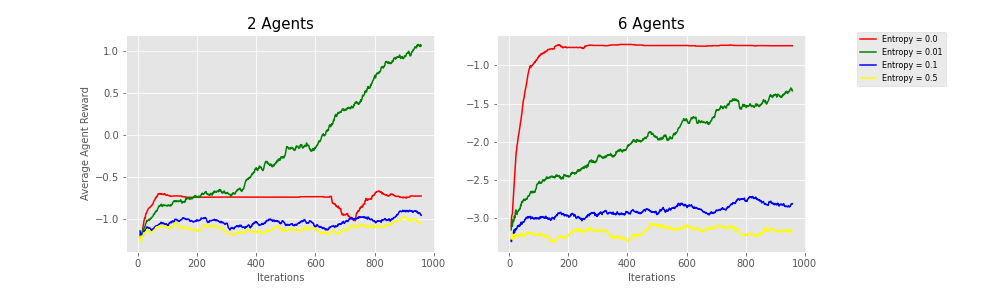 2 Agents
Average Agent Reward
1.0
0.5
0.0
−0.5
−1.0
0
200
400
600
800
1000
Iterations
6 Agents
−1.0
−1.5
−2.0
−2.5
−3.0
0
200
400
600
800
1000
Iterations
Entropy = 0.0
Entropy = 0.01
Entropy = 0.1
Entropy = 0.5